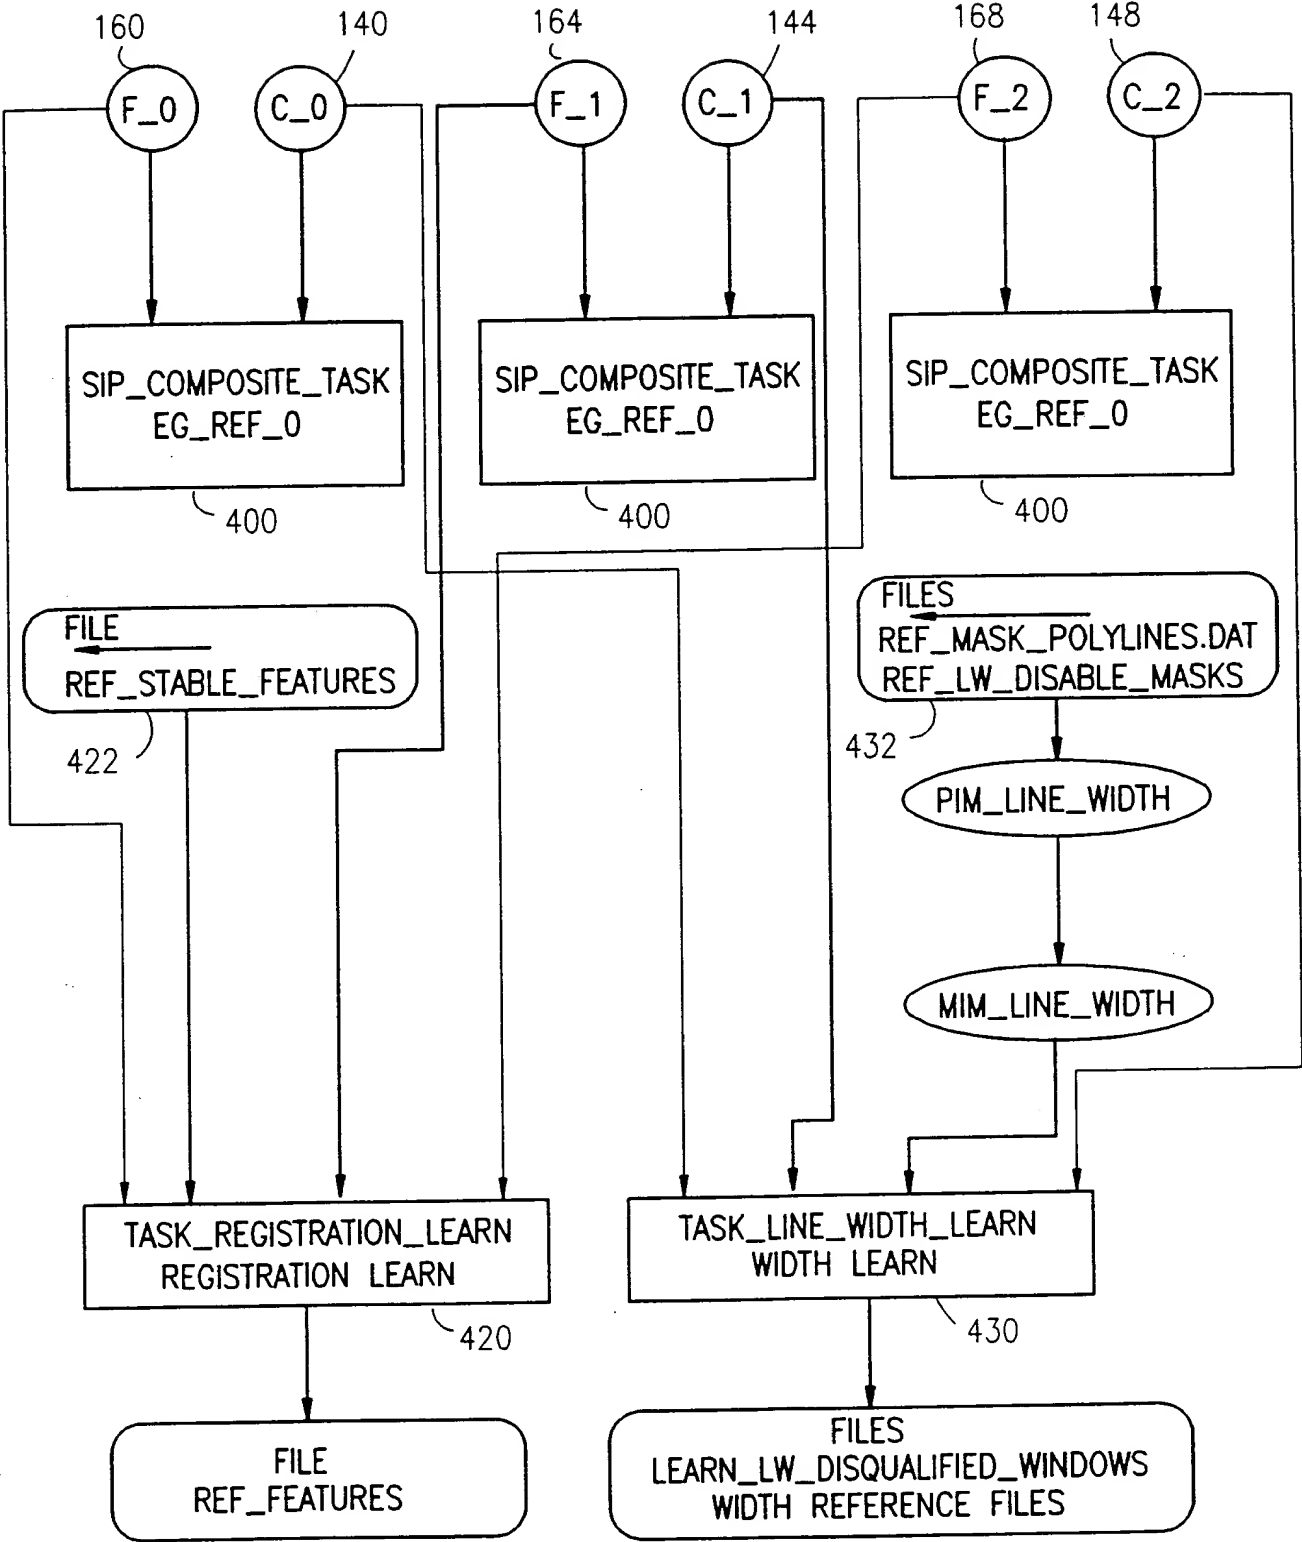 160 140 164 144 168 148
F_0 C_0 F_1 C_1 F_2 C_2
SIP_COMPOSITE_TASK
EG_REF_0
400
SIP_COMPOSITE_TASK
EG_REF_0
400
SIP_COMPOSITE_TASK
EG_REF_0
400
FILE
REF_STABLE_FEATURES
422
FILES
REF_MASK_POLYLINES.DAT
REF_LW_DISABLE_MASKS
432
PIM_LINE_WIDTH
MIM_LINE_WIDTH
TASK_REGISTRATION_LEARN
REGISTRATION LEARN
420
TASK_LINE_WIDTH_LEARN
WIDTH LEARN
430
FILE
REF_FEATURES
FILES
LEARN_LW_DISQUALIFIED_WINDOWS
WIDTH REFERENCE FILES